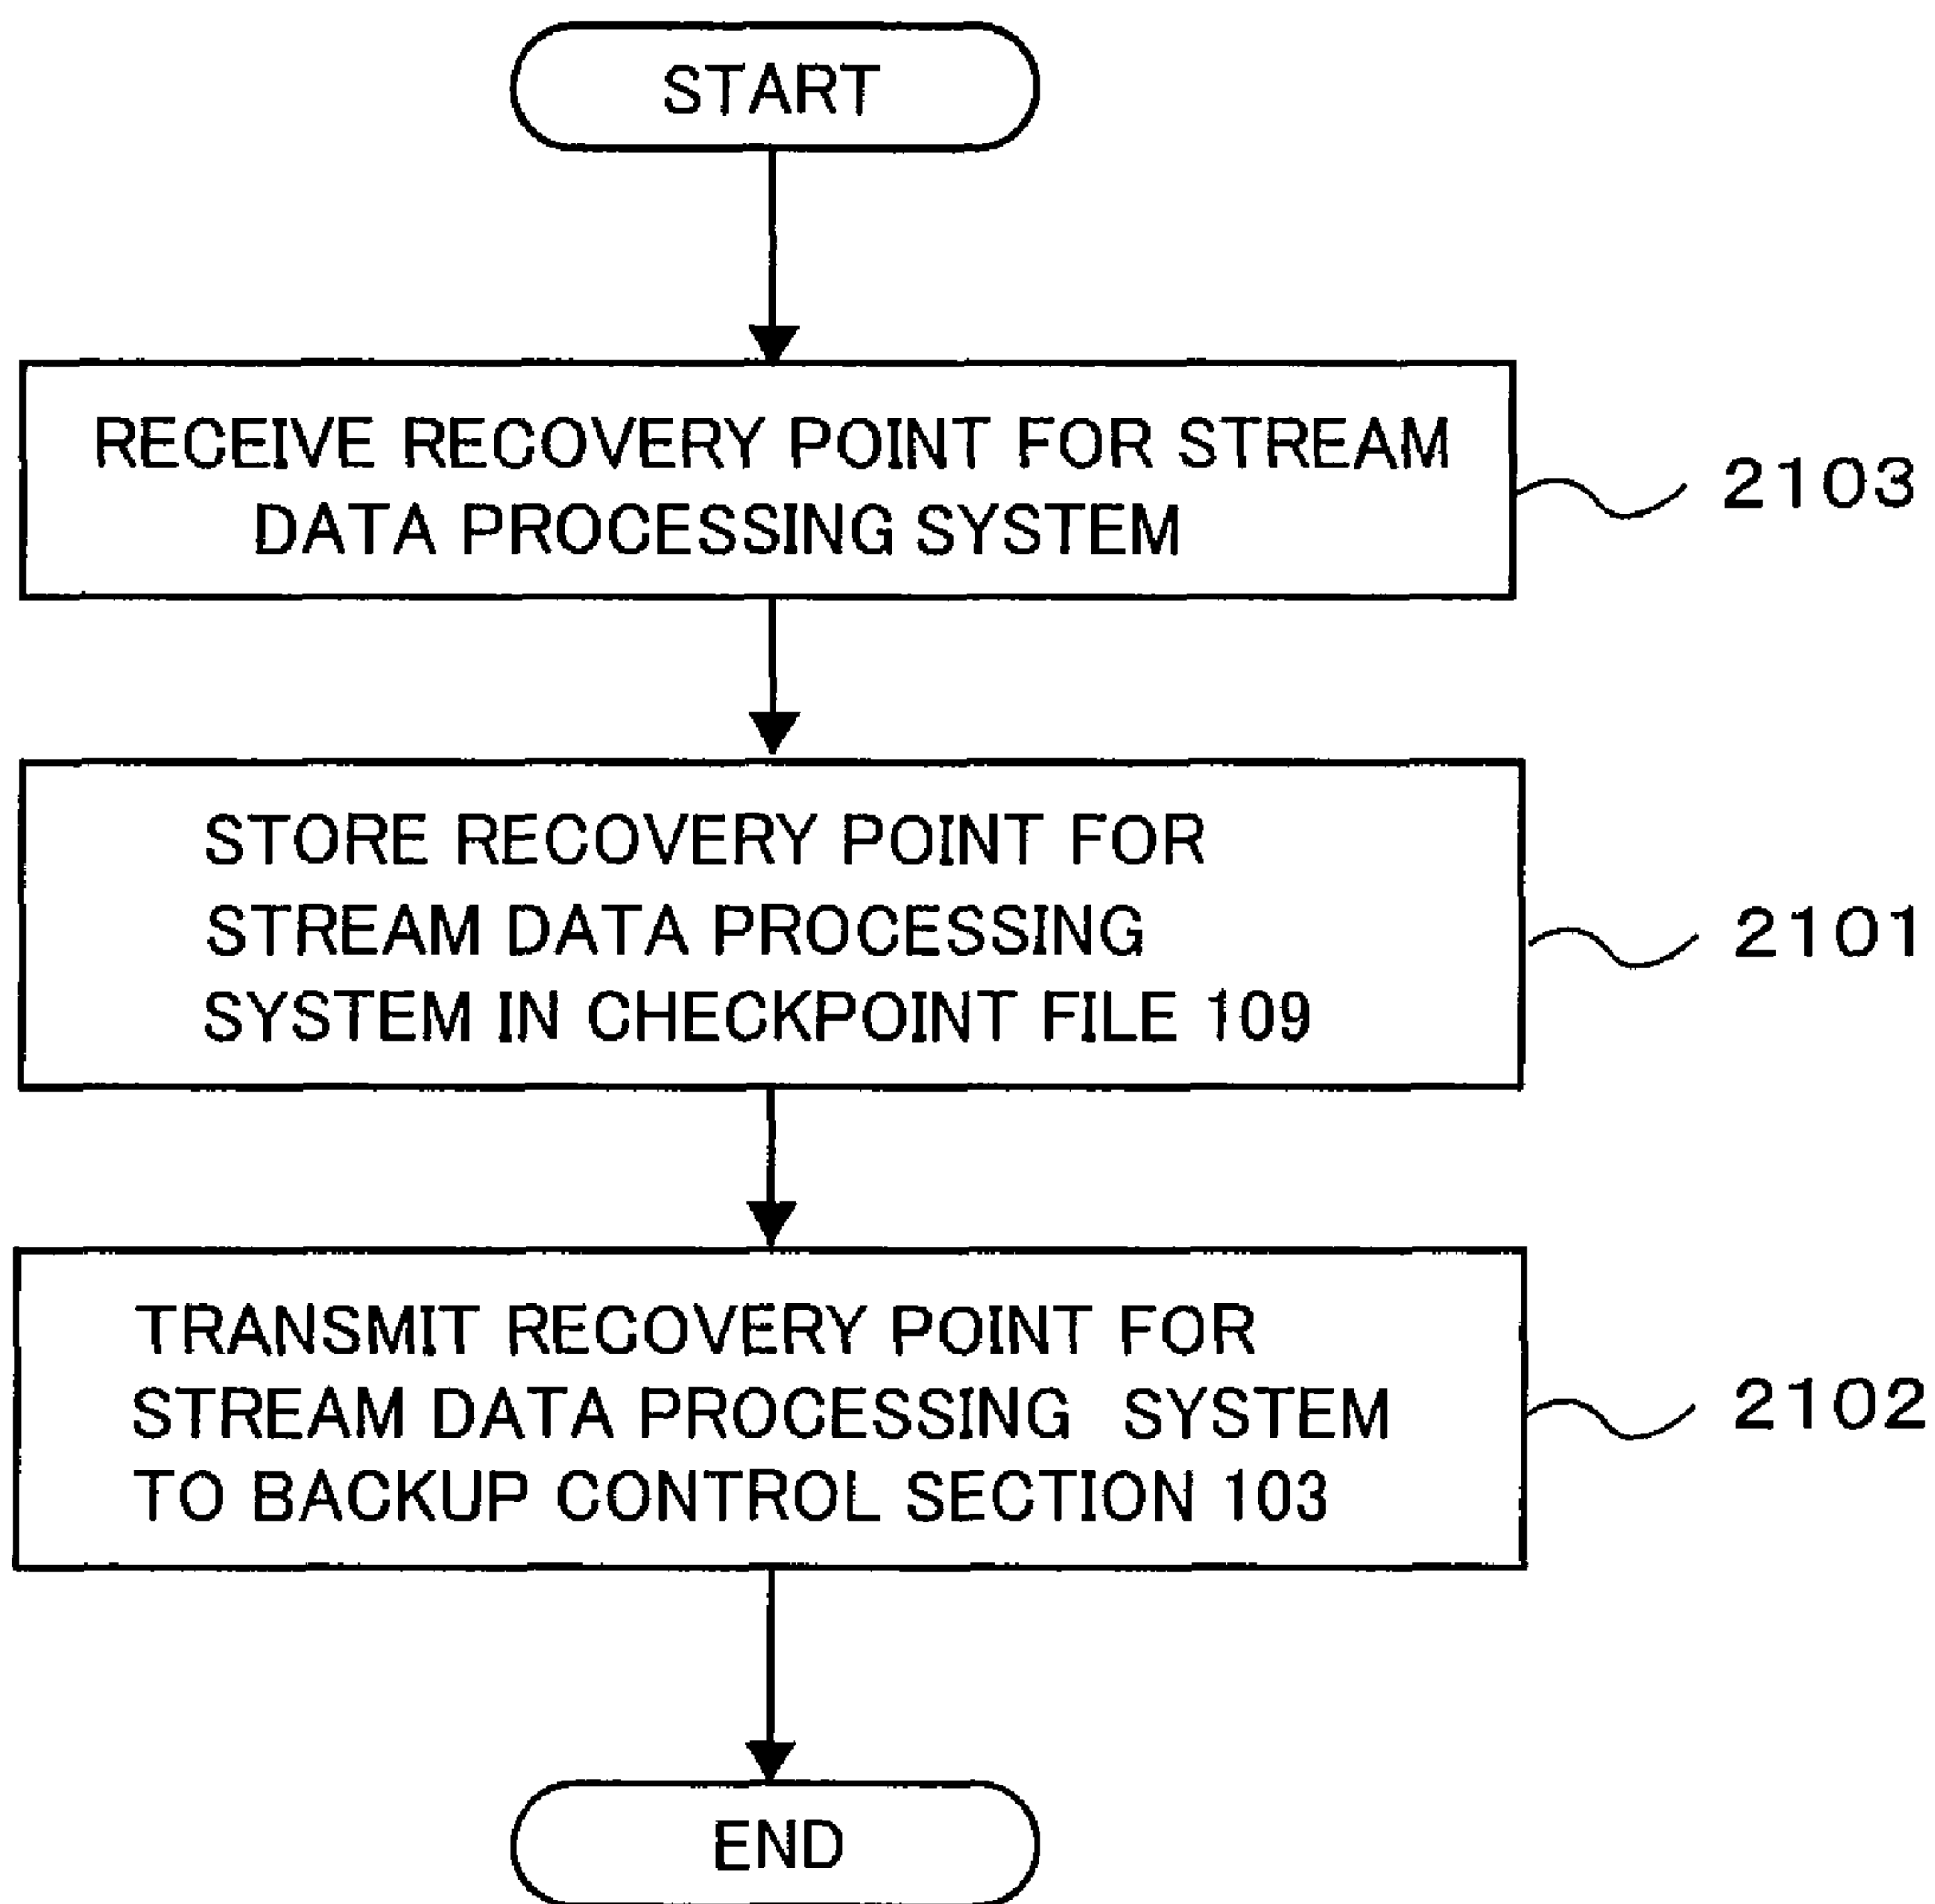 START
RECEIVE RECOVERY POINT FOR STREAM
DATA PROCESSING SYSTEM
2103
STORE RECOVERY POINT FOR
STREAM DATA PROCESSING
SYSTEM IN CHECKPOINT FILE 109
2101
TRANSMIT RECOVERY POINT FOR
STREAM DATA PROCESSING SYSTEM
TO BACKUP CONTROL SECTION 103
2102
END